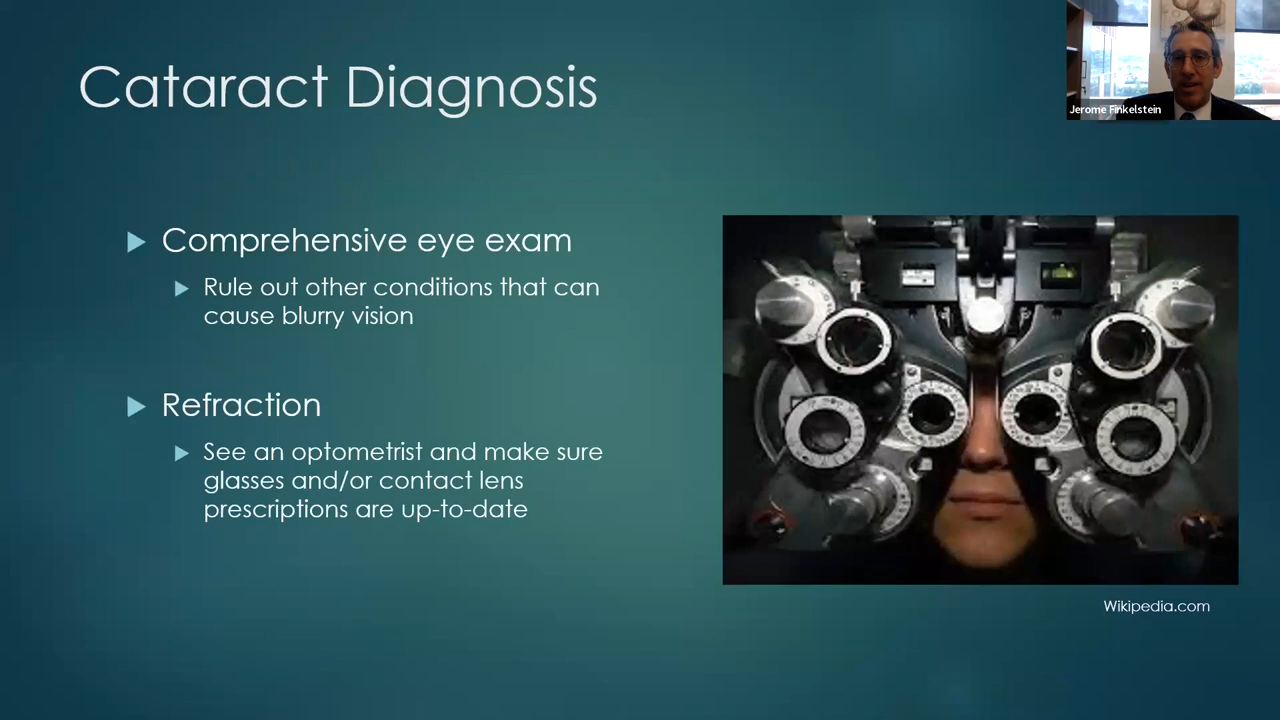 Cataract Diagnosis
Jerome Finkelstein
Comprehensive eye exam
Rule out other conditions that can
cause blurry vision
Refraction
See an optometrist and make sure
glasses and/or contact lens
prescriptions are up-to-date
Wikipedia.com